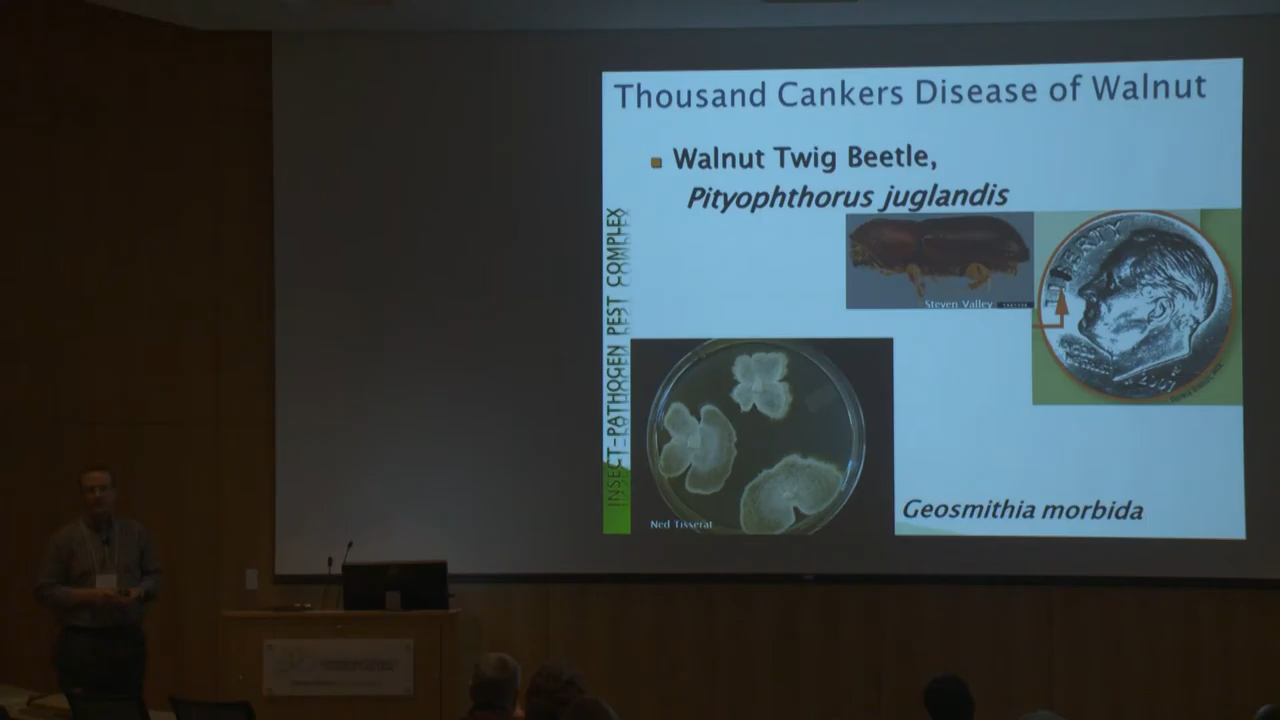 Thousand Cankers Disease of Walnut
Walnut Twig Beetle,
Pityophthorus juglandis
INSECT-PATHOGEN PEST COMPLEX
Steven Valley
LIBERTY
2007
Ned Tisserat
Geosmithia morbida